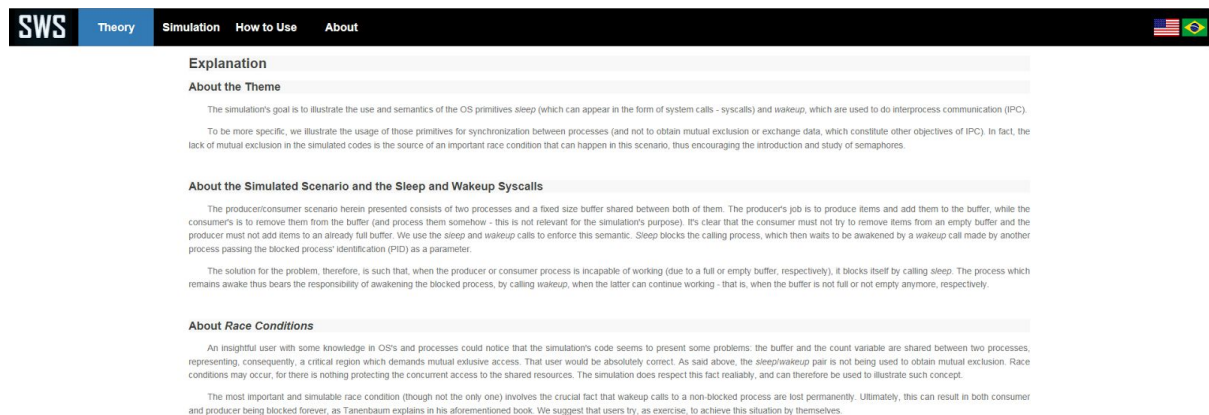 SWS Theory Simulation How to Use About
Explanation
About the Theme
The simulation's goal is to illustrate the use and semantics of the OS primitives sleep (which can appear in the form of system calls - syscalls) and wakeup, which are used to do interprocess communication (IPC).
To be more specific, we illustrate the usage of those primitives for synchronization between processes (and not to obtain mutual exclusion or exchange data, which constitute other objectives of IPC). In fact, the
lack of mutual exclusion in the simulated codes is the source of an important race condition that can happen in this scenario, thus encouraging the introduction and study of semaphores.
About the Simulated Scenario and the Sleep and Wakeup Syscalls
The producer/consumer scenario herein presented consists of two processes and a fixed size buffer shared between both of them. The producer's job is to produce items and add them to the buffer, while the
consumer's is to remove them from the buffer (and process them somehow - this is not relevant for the simulation's purpose). It's clear that the consumer must not try to remove items from an empty buffer and the
producer must not add items to an already full buffer. We use the sleep and wakeup calls to enforce this semantic. Sleep blocks the calling process, which then waits to be awakened by a wakeup call made by another
process passing the blocked process' identification (PID) as a parameter.
The solution for the problem, therefore, is such that, when the producer or consumer process is incapable of working (due to a full or empty buffer, respectively), it blocks itself by calling sleep. The process which
remains awake thus bears the responsibility of awakening the blocked process, by calling wakeup, when the latter can continue working - that is, when the buffer is not full or not empty anymore, respectively.
About Race Conditions
An insightful user with some knowledge in OS's and processes could notice that the simulation's code seems to present some problems: the buffer and the count variable are shared between two processes,
representing, consequently, a critical region which demands mutual exlusive access. That user would be absolutely correct. As said above, the sleep/wakeup pair is not being used to obtain mutual exclusion. Race
conditions may occur, for there is nothing protecting the concurrent access to the shared resources. The simulation does respect this fact realiably, and can therefore be used to illustrate such concept.
The most important and simulable race condition (though not the only one) involves the crucial fact that wakeup calls to a non-blocked process are lost permanently. Ultimately, this can result in both consumer
and producer being blocked forever, as Tanenbaum explains in his aforementioned book. We suggest that users try, as exercise, to achieve this situation by themselves.